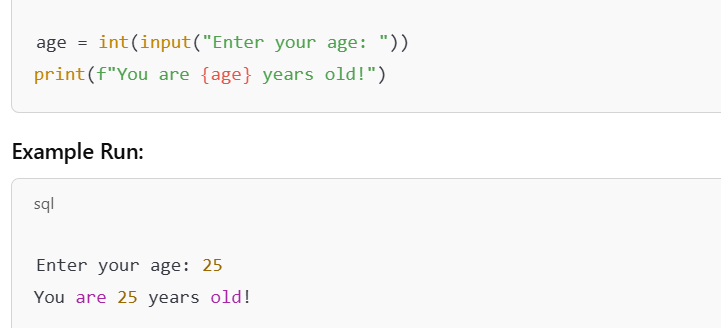 age = int(input("Enter your age: "))
print(f"You are {age} years old!")
Example Run:
sql
Enter your age: 25
You are 25 years old!